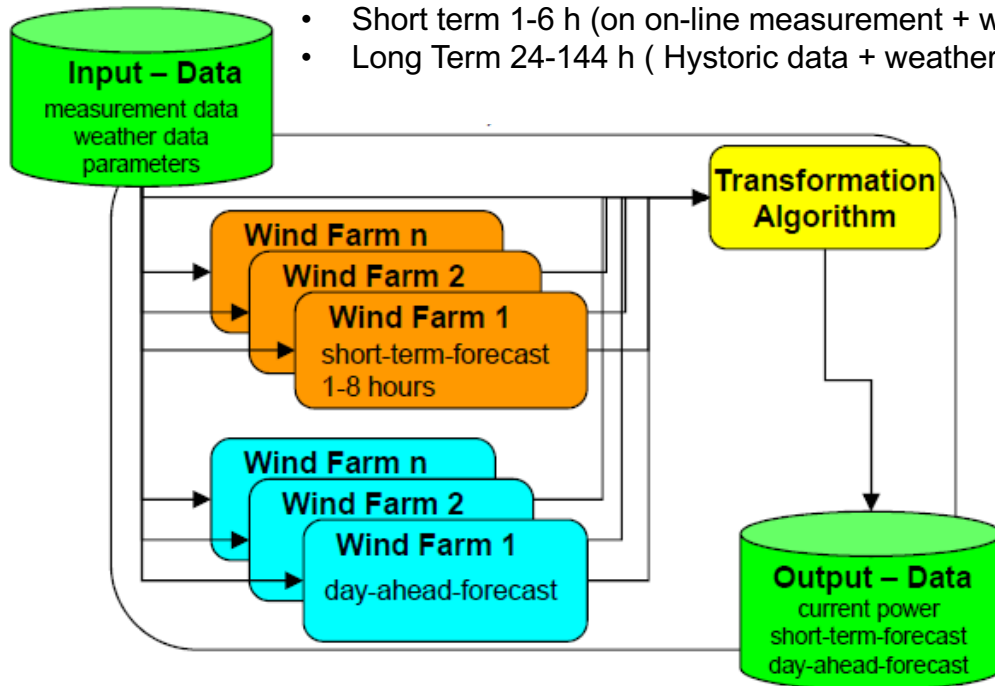 • Short term 1-6 h (on on-line measurement + w
• Long Term 24-144 h ( Hystoric data + weather
Input – Data
measurement data
weather data
parameters
Transformation
Algorithm
Wind Farm n
Wind Farm 2
Wind Farm 1
short-term-forecast
1-8 hours
Wind Farm n
Wind Farm 2
Wind Farm 1
day-ahead-forecast
Output – Data
current power
short-term-forecast
day-ahead-forecast